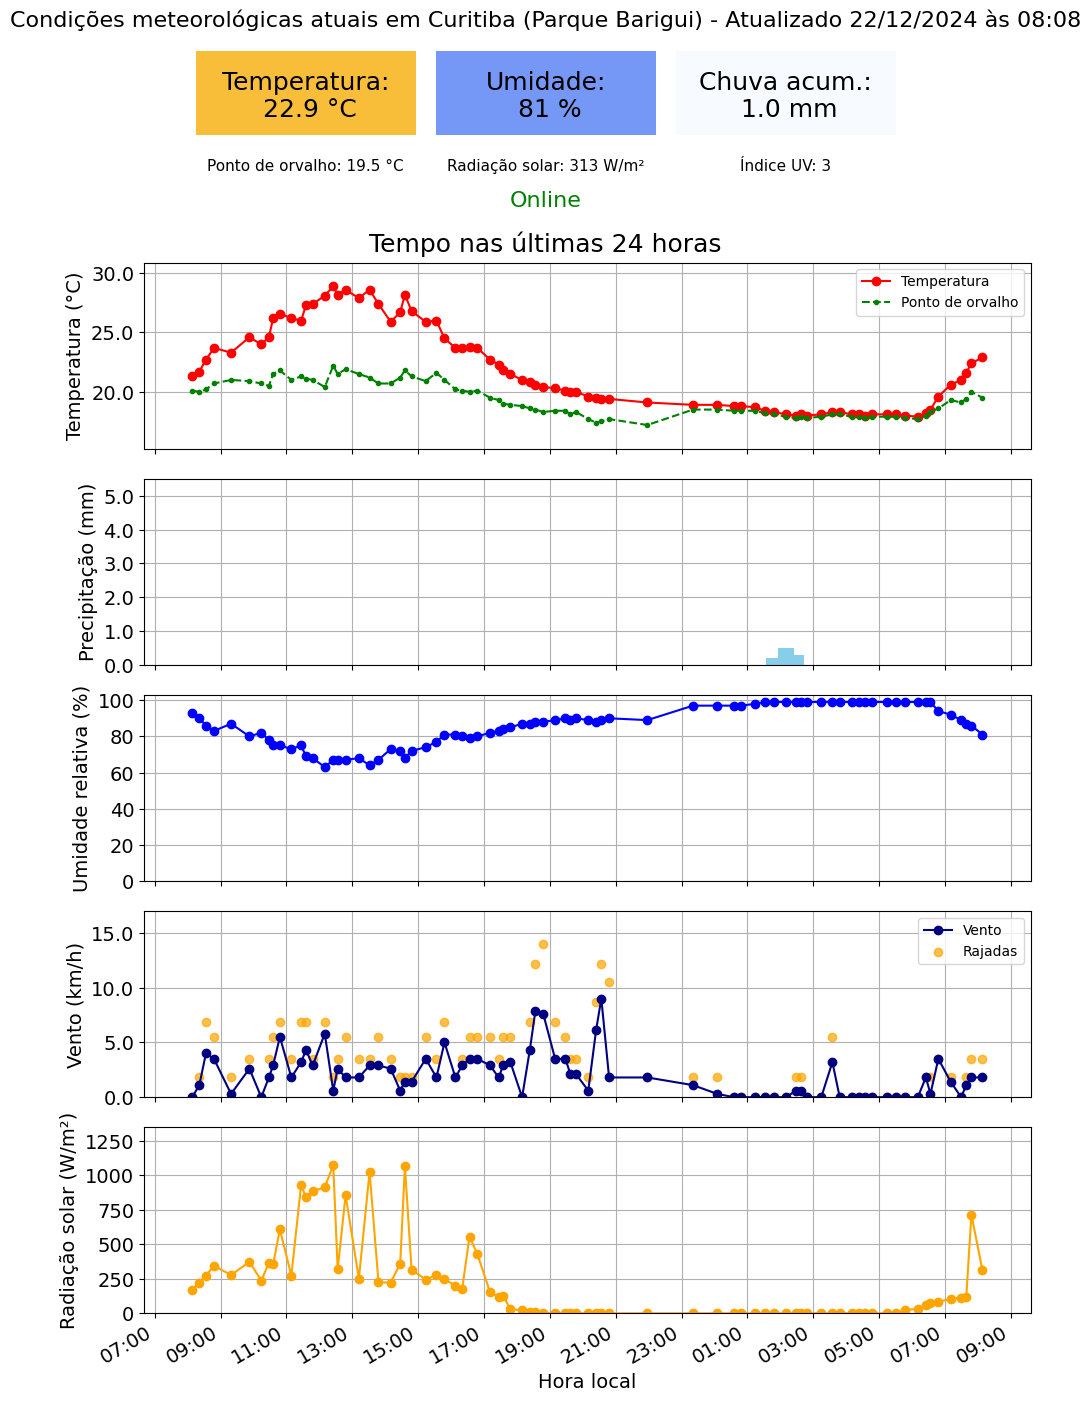 Condições meteorológicas atuais em Curitiba (Parque Barigui) - Atualizado 22/12/2024 às 08:08
Temperatura:
22.9 °C
Umidade:
81 %
Chuva acum.:
1.0 mm
Ponto de orvalho: 19.5 °C
Radiação solar: 313 W/m²
Índice UV: 3
Online
Tempo nas últimas 24 horas
Temperatura (°C)
30.0
25.0
20.0
Temperatura
Ponto de orvalho
Precipitação (mm)
5.0
4.0
3.0
2.0
1.0
0.0
Umidade relativa (%)
100
80
60
40
20
0
Vento (km/h)
15.0
10.0
5.0
0.0
Vento
Rajadas
Radiação solar (W/m²)
1250
1000
750
500
250
0
07:00
09:00
11:00
13:00
15:00
17:00
19:00
21:00
23:00
01:00
03:00
05:00
07:00
09:00
Hora local